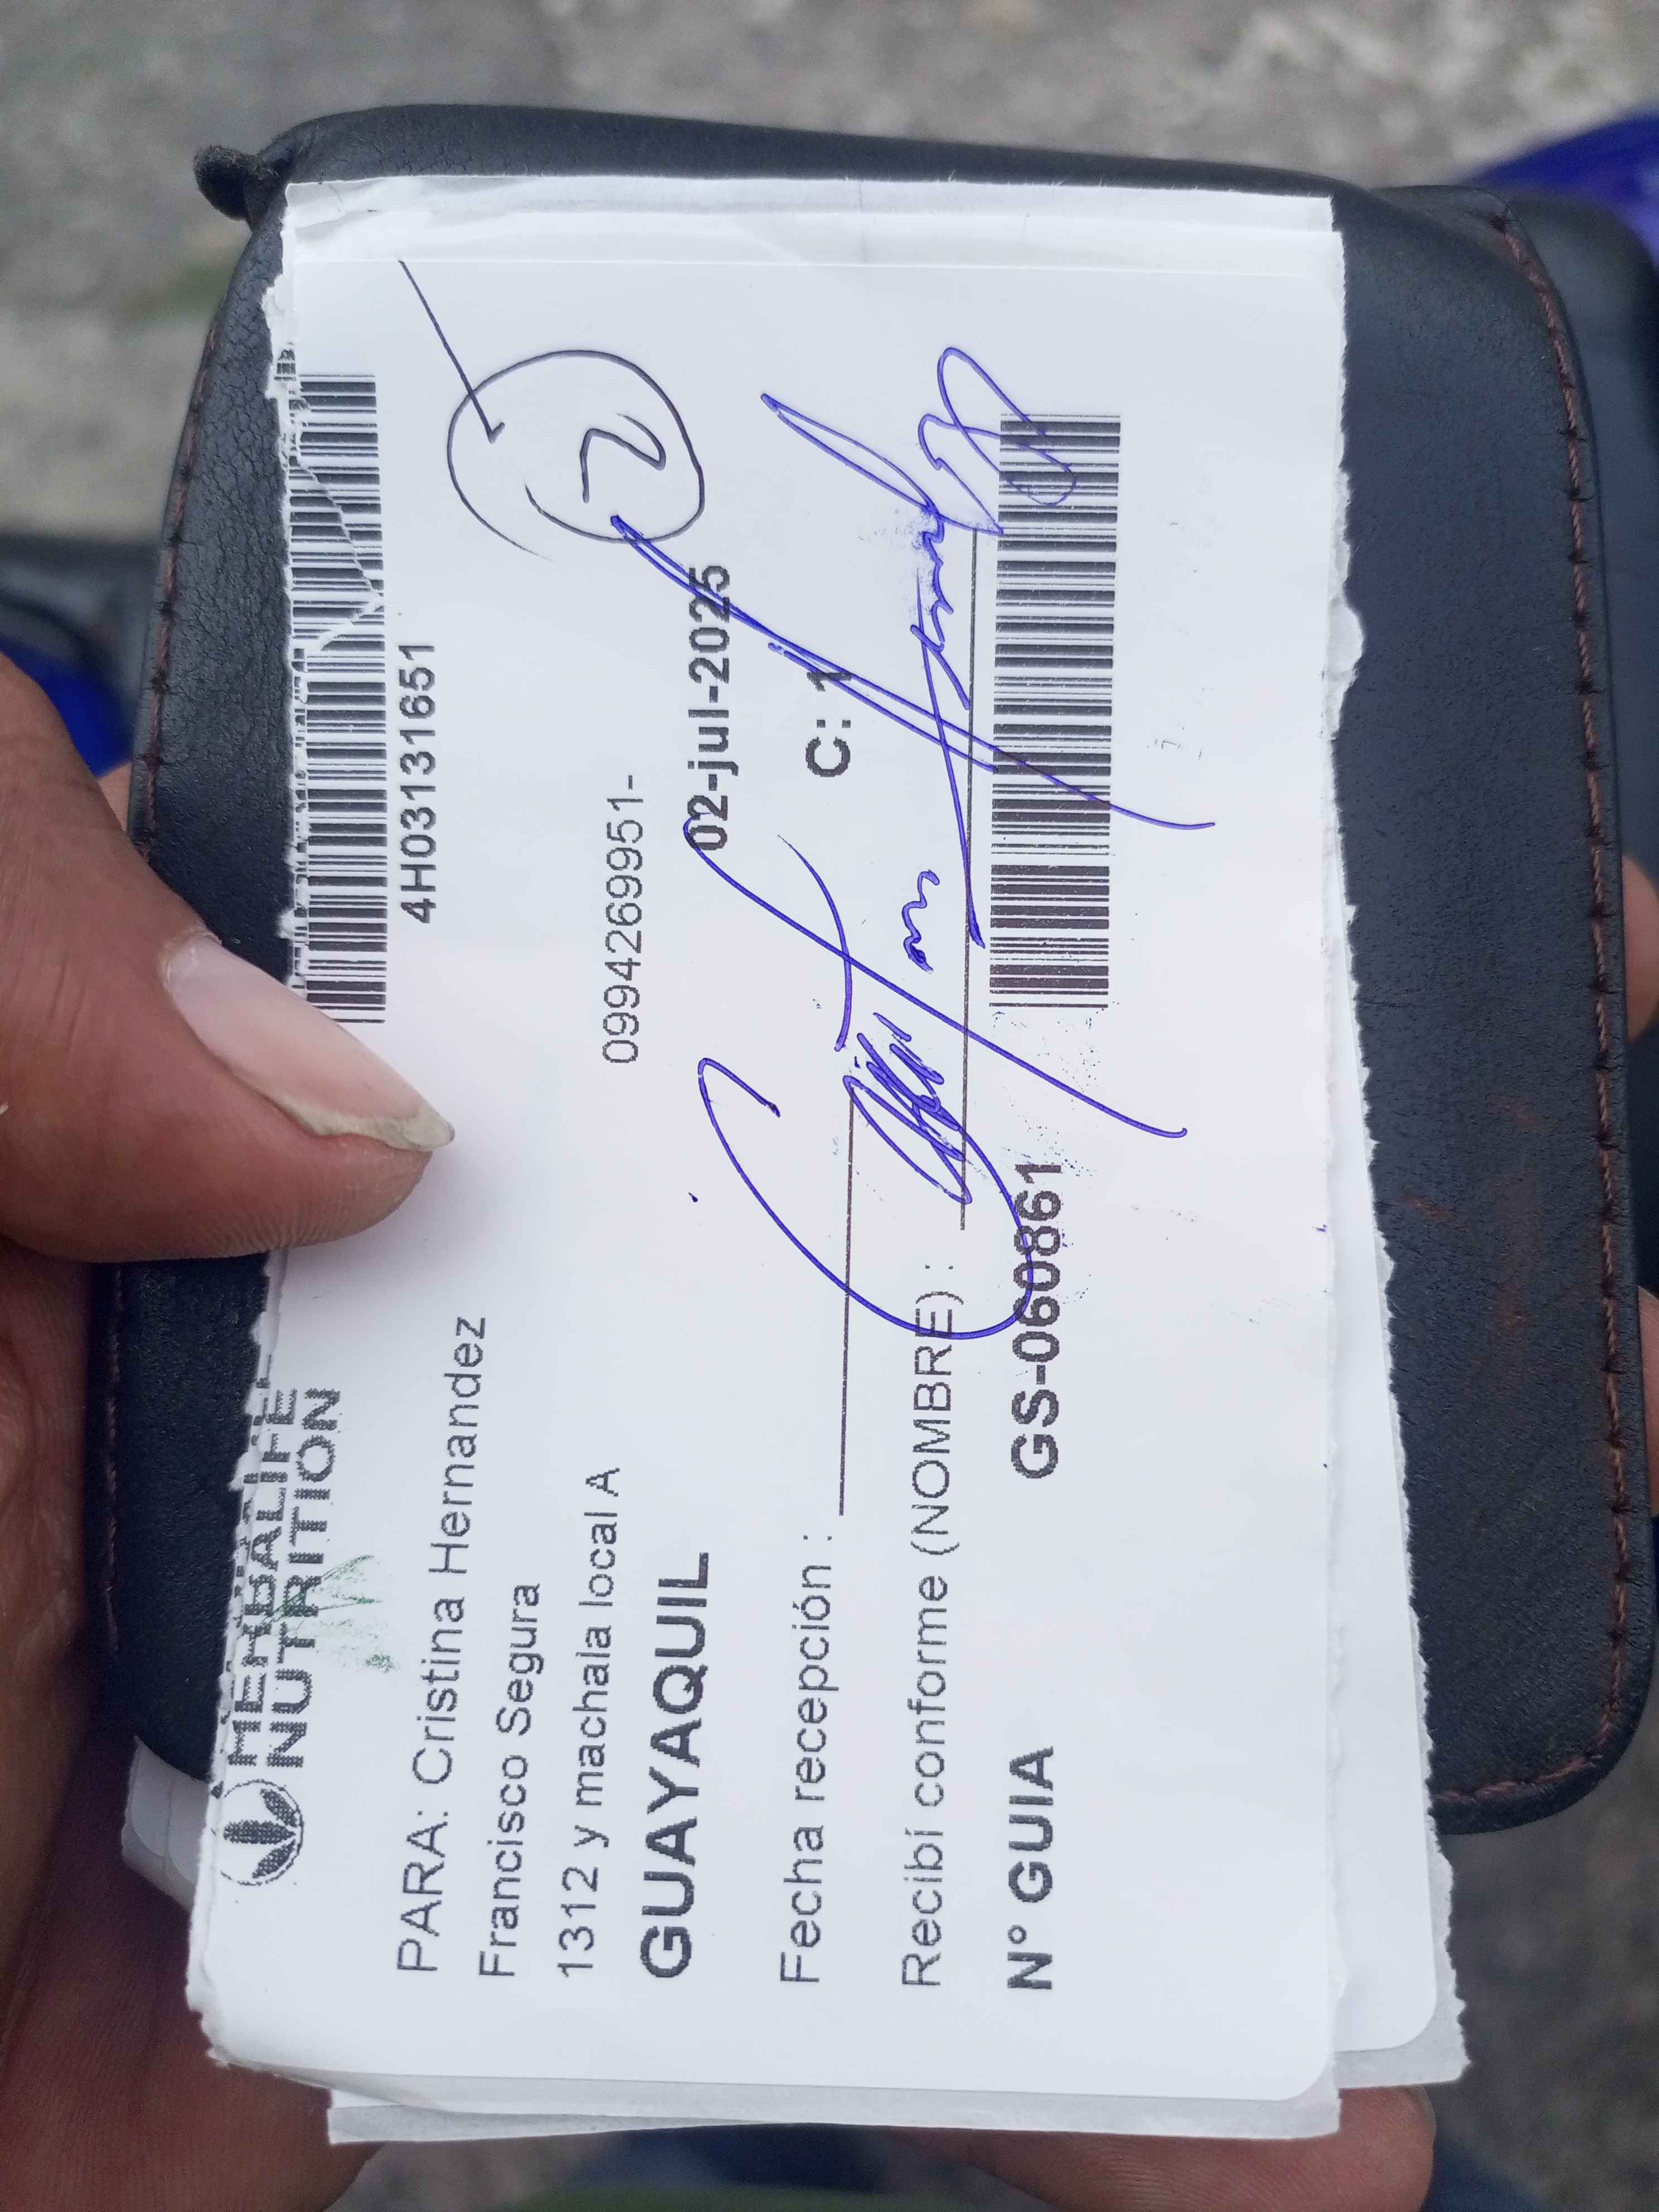 HERBALIFE
NUTRITION
4H03131651
PARA: Cristina Hernandez
Francisco Segura
1312 y machala local A
0994269951-
GUAYAQUIL
02-jul-2025
2
Fecha recepción :
C: 1
Recibí conforme (NOMBRE) :
N° GUIA GS-060861